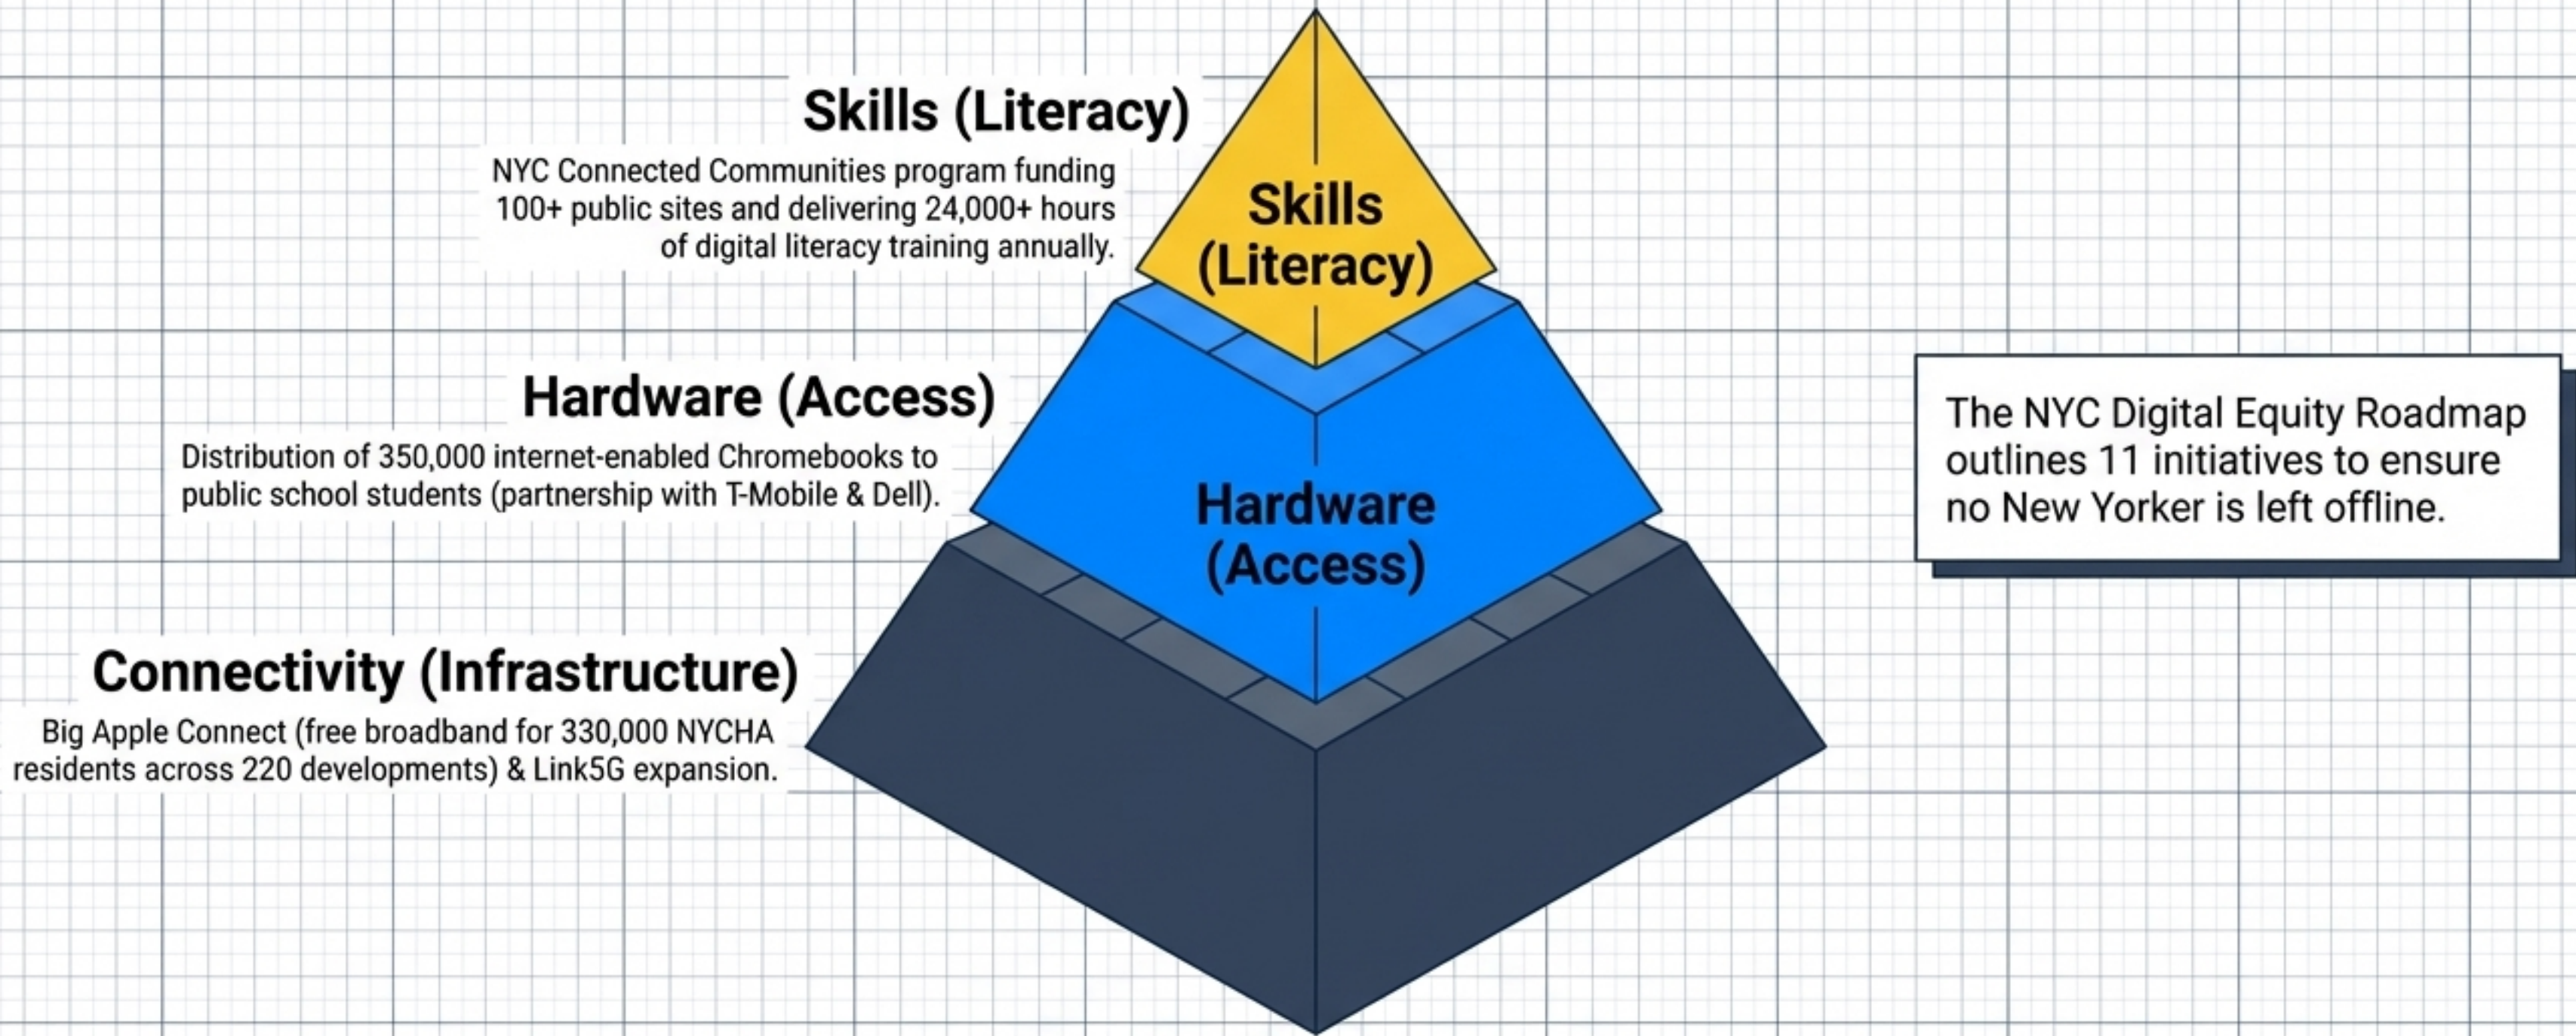 Skills (Literacy)
NYC Connected Communities program funding
100+ public sites and delivering 24,000+ hours
of digital literacy training annually.
Skills
(Literacy)
Hardware (Access)
Distribution of 350,000 internet-enabled Chromebooks to
public school students (partnership with T-Mobile & Dell).
Hardware
(Access)
Connectivity (Infrastructure)
Big Apple Connect (free broadband for 330,000 NYCHA
residents across 220 developments) & Link5G expansion.
The NYC Digital Equity Roadmap
outlines 11 initiatives to ensure
no New Yorker is left offline.